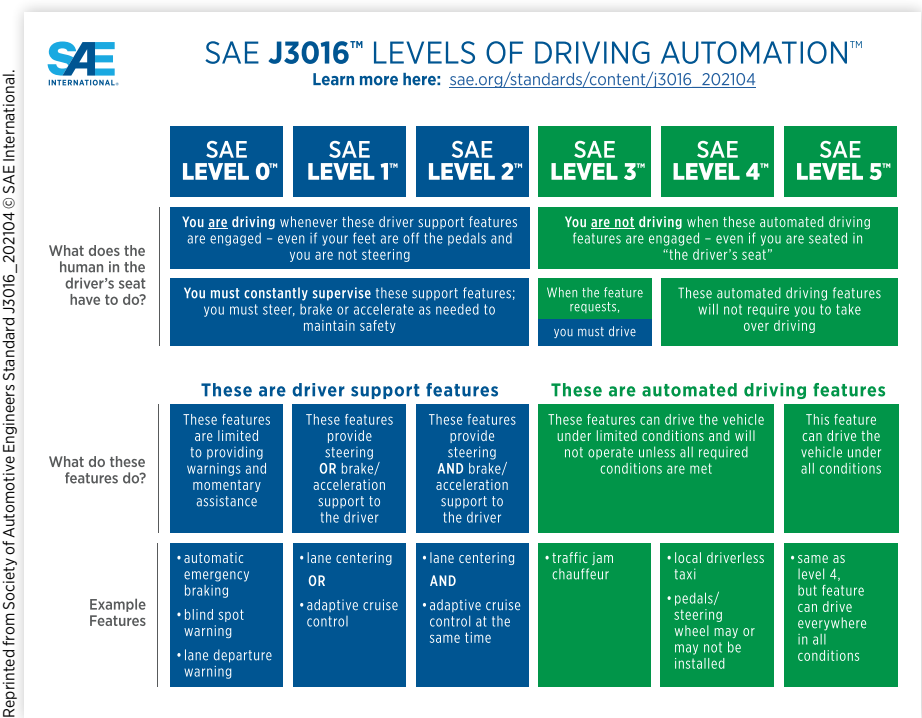 SAE
INTERNATIONAL®
SAE J3016™ LEVELS OF DRIVING AUTOMATION™
Learn more here: sae.org/standards/content/j3016_202104
Reprinted from Society of Automotive Engineers Standard J3016_202104 © SAE International.
SAE
LEVEL 0™
SAE
LEVEL 1™
SAE
LEVEL 2™
SAE
LEVEL 3™
SAE
LEVEL 4™
SAE
LEVEL 5™
What does the
human in the
driver's seat
have to do?
You are driving whenever these driver support features
are engaged – even if your feet are off the pedals and
you are not steering
You are not driving when these automated driving
features are engaged – even if you are seated in
“the driver's seat”
You must constantly supervise these support features;
you must steer, brake or accelerate as needed to
maintain safety
When the feature
requests,
you must drive
These automated driving features
will not require you to take
over driving
These are driver support features
These are automated driving features
What do these
features do?
These features
are limited
to providing
warnings and
momentary
assistance
These features
provide
steering
OR brake/
acceleration
support to
the driver
These features
provide
steering
AND brake/
acceleration
support to
the driver
These features can drive the vehicle
under limited conditions and will
not operate unless all required
conditions are met
This feature
can drive the
vehicle under
all conditions
Example
Features
• automatic
emergency
braking
• blind spot
warning
• lane departure
warning
• lane centering
OR
• adaptive cruise
control
• lane centering
AND
• adaptive cruise
control at the
same time
• traffic jam
chauffeur
• local driverless
taxi
• pedals/
steering
wheel may or
may not be
installed
• same as
level 4,
but feature
can drive
everywhere
in all
conditions